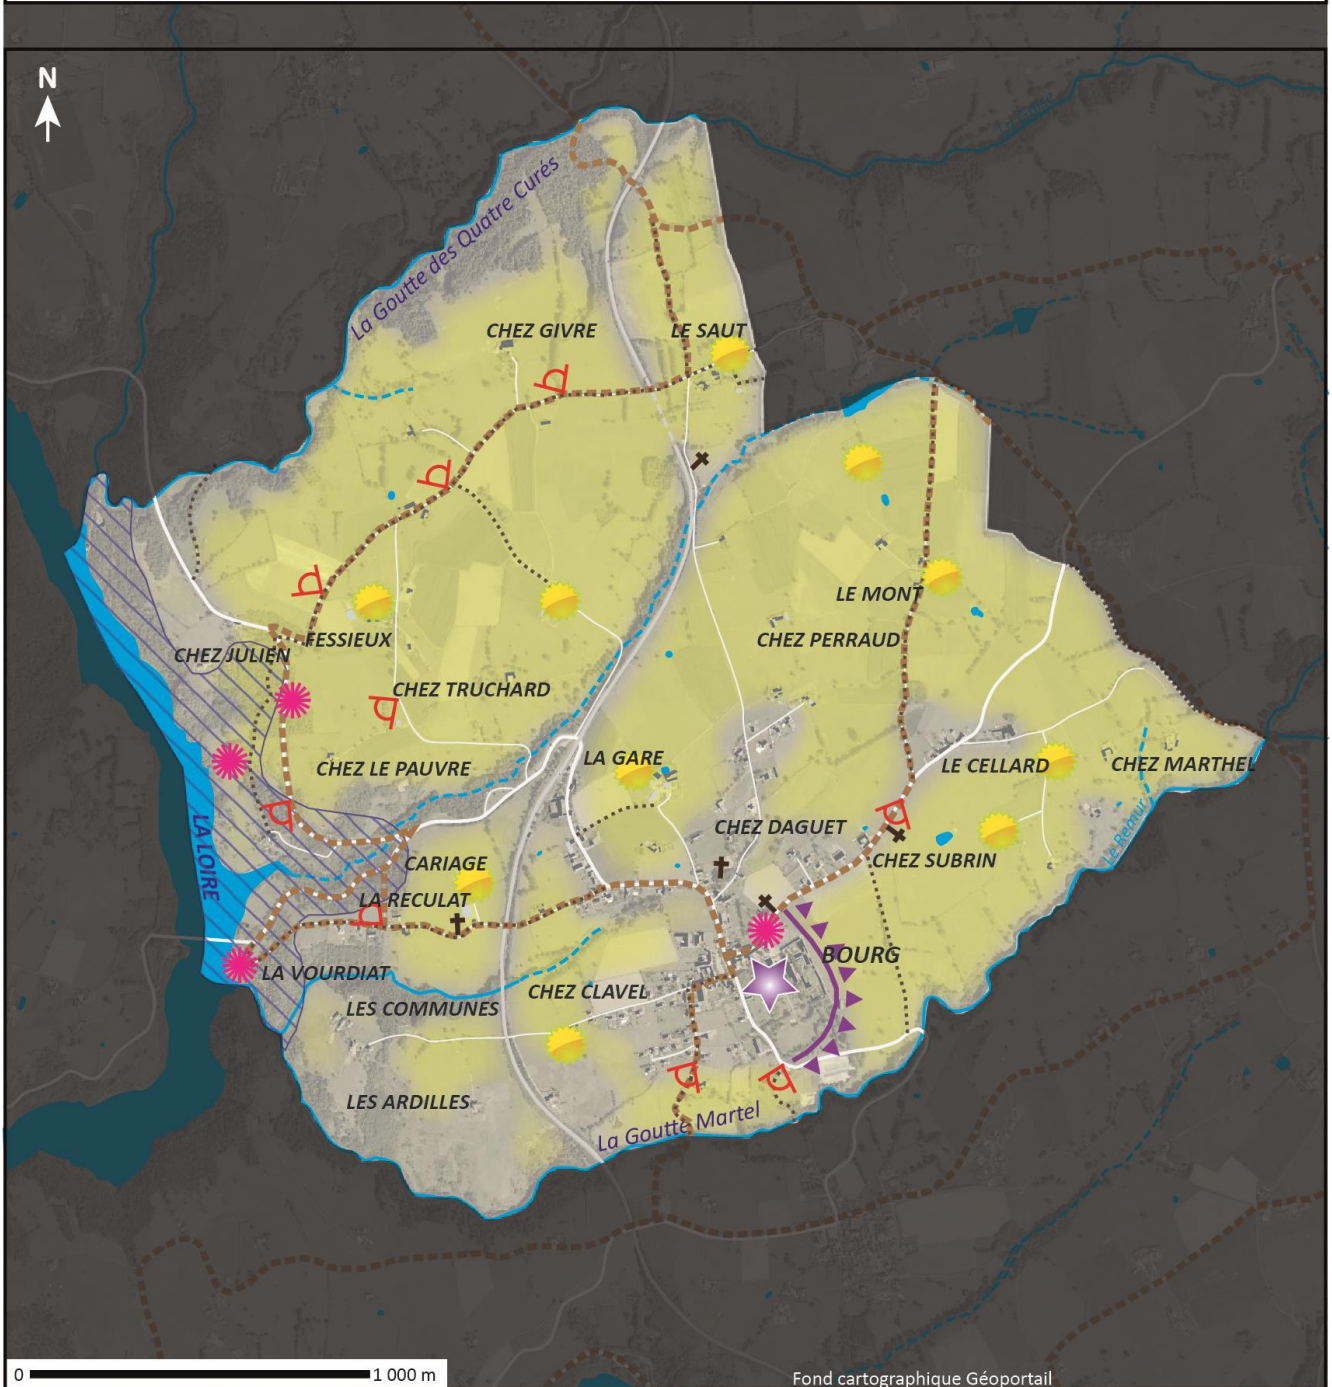 N
La Goutte des Quatre Curés
CHEZ GIVRE
LE SAUT
LE MONT
CHEZ PERRAUD
FESSIEUX
CHEZ JULIEN
CHEZ TRUCHARD
LA GARE
CHEZ LE PAUVRE
LE CELLARD
CHEZ MARTHEL
LA LOIRE
CHEZ DAGUET
Le Remur
CARIAGE
CHEZ SUBRIN
LA RECULAT
BOURG
LA VOURDIAT
CHEZ CLAVEL
LES COMMUNES
LES ARDILLES
La Goutte Martel
0 1 000 m
Fond cartographique Géoportail